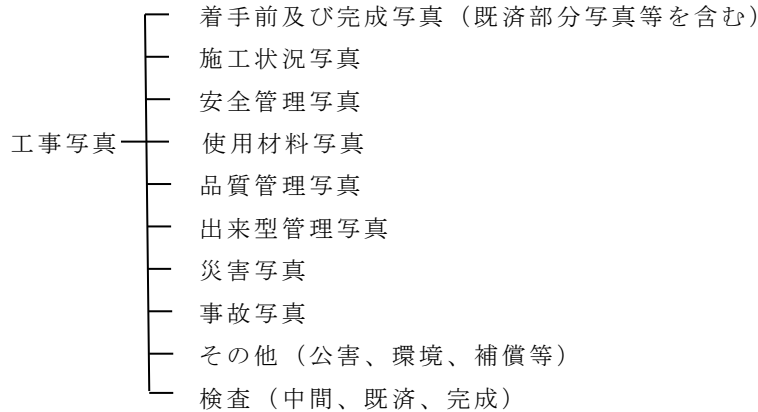 着手前及び完成写真（既済部分写真等を含む）
施工状況写真
安全管理写真
工事写真 使用材料写真
品質管理写真
出来型管理写真
災害写真
事故写真
その他（公害、環境、補償等）
検査（中間、既済、完成）